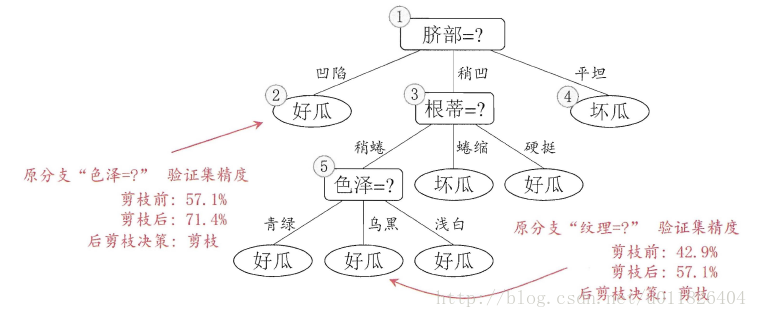 ①
脐部=?
凹陷 稍凹 平坦
② 好瓜
③ 根蒂=?
④ 坏瓜
原分支“色泽=?” 验证集精度
剪枝前: 57.1%
剪枝后: 71.4%
后剪枝决策: 剪枝
稍蜷 蜷缩 硬挺
⑤ 色泽=?
坏瓜 好瓜
青绿 乌黑 浅白
好瓜 好瓜 好瓜
原分支“纹理=?” 验证集精度
剪枝前: 42.9%
剪枝后: 57.1%
后剪枝决策: 剪枝
http://blog.csdn.net/u011826404